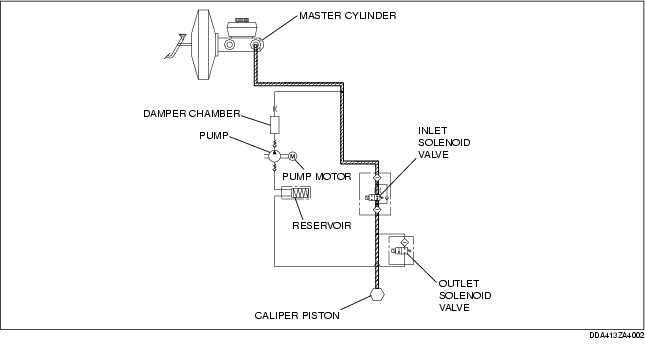 MASTER CYLINDER
DAMPER CHAMBER
PUMP
M
PUMP MOTOR
RESERVOIR
INLET
SOLENOID
VALVE
OUTLET
SOLENOID
VALVE
CALIPER PISTON
DDA413ZA4002